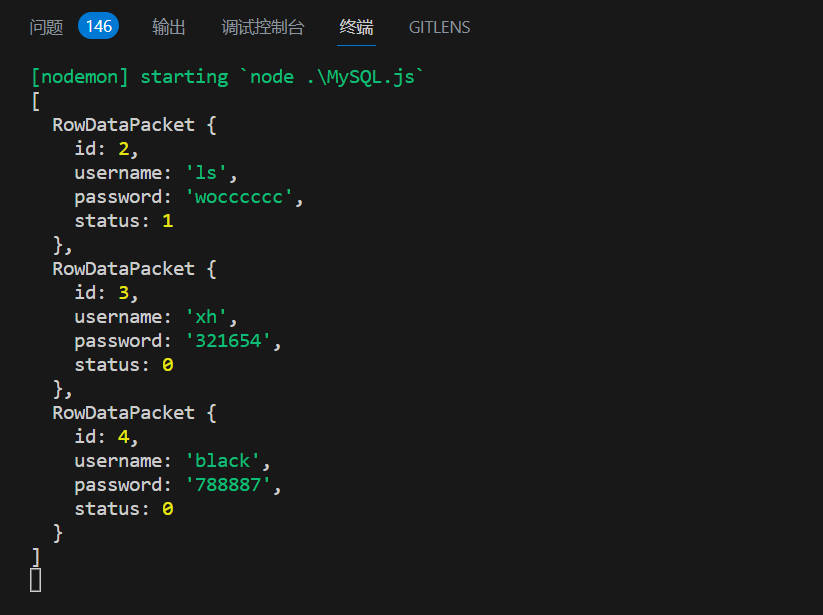 问题 146 输出 调试控制台 终端 GITLENS
[nodemon] starting `node .\MySQL.js`
[
  RowDataPacket {
    id: 2,
    username: 'ls',
    password: 'wocccccc',
    status: 1
  },
  RowDataPacket {
    id: 3,
    username: 'xh',
    password: '321654',
    status: 0
  },
  RowDataPacket {
    id: 4,
    username: 'black',
    password: '788887',
    status: 0
  }
]